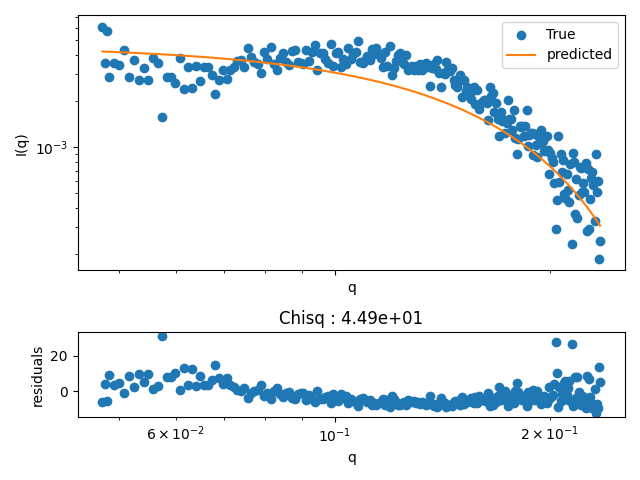 True
predicted
I(q)
10⁻³
q
Chisq : 4.49e+01
residuals
20
0
6 × 10⁻²
10⁻¹
2 × 10⁻¹
q